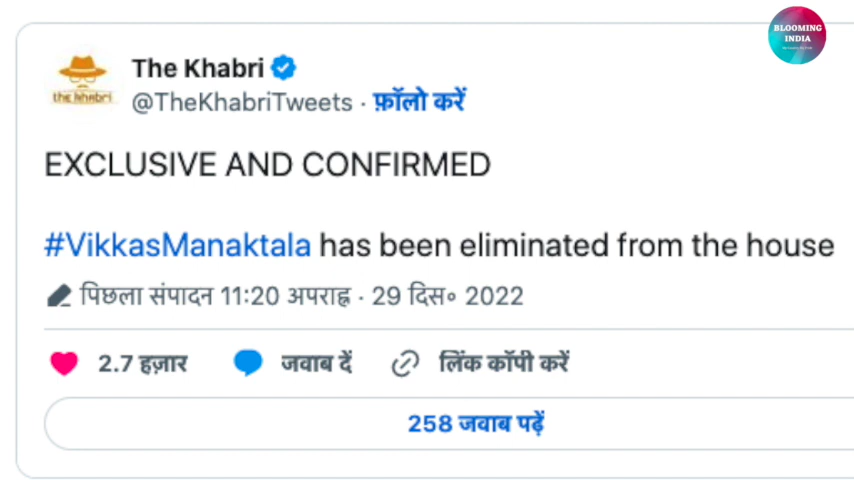 BLOOMING
INDIA
The Khabri
the khabri
@TheKhabriTweets · फ़ॉलो करें
EXCLUSIVE AND CONFIRMED
#VikkasManaktala has been eliminated from the house
पिछला संपादन 11:20 अपराह्न · 29 दिस॰ 2022
2.7 हज़ार जवाब दें लिंक कॉपी करें
258 जवाब पढ़ें